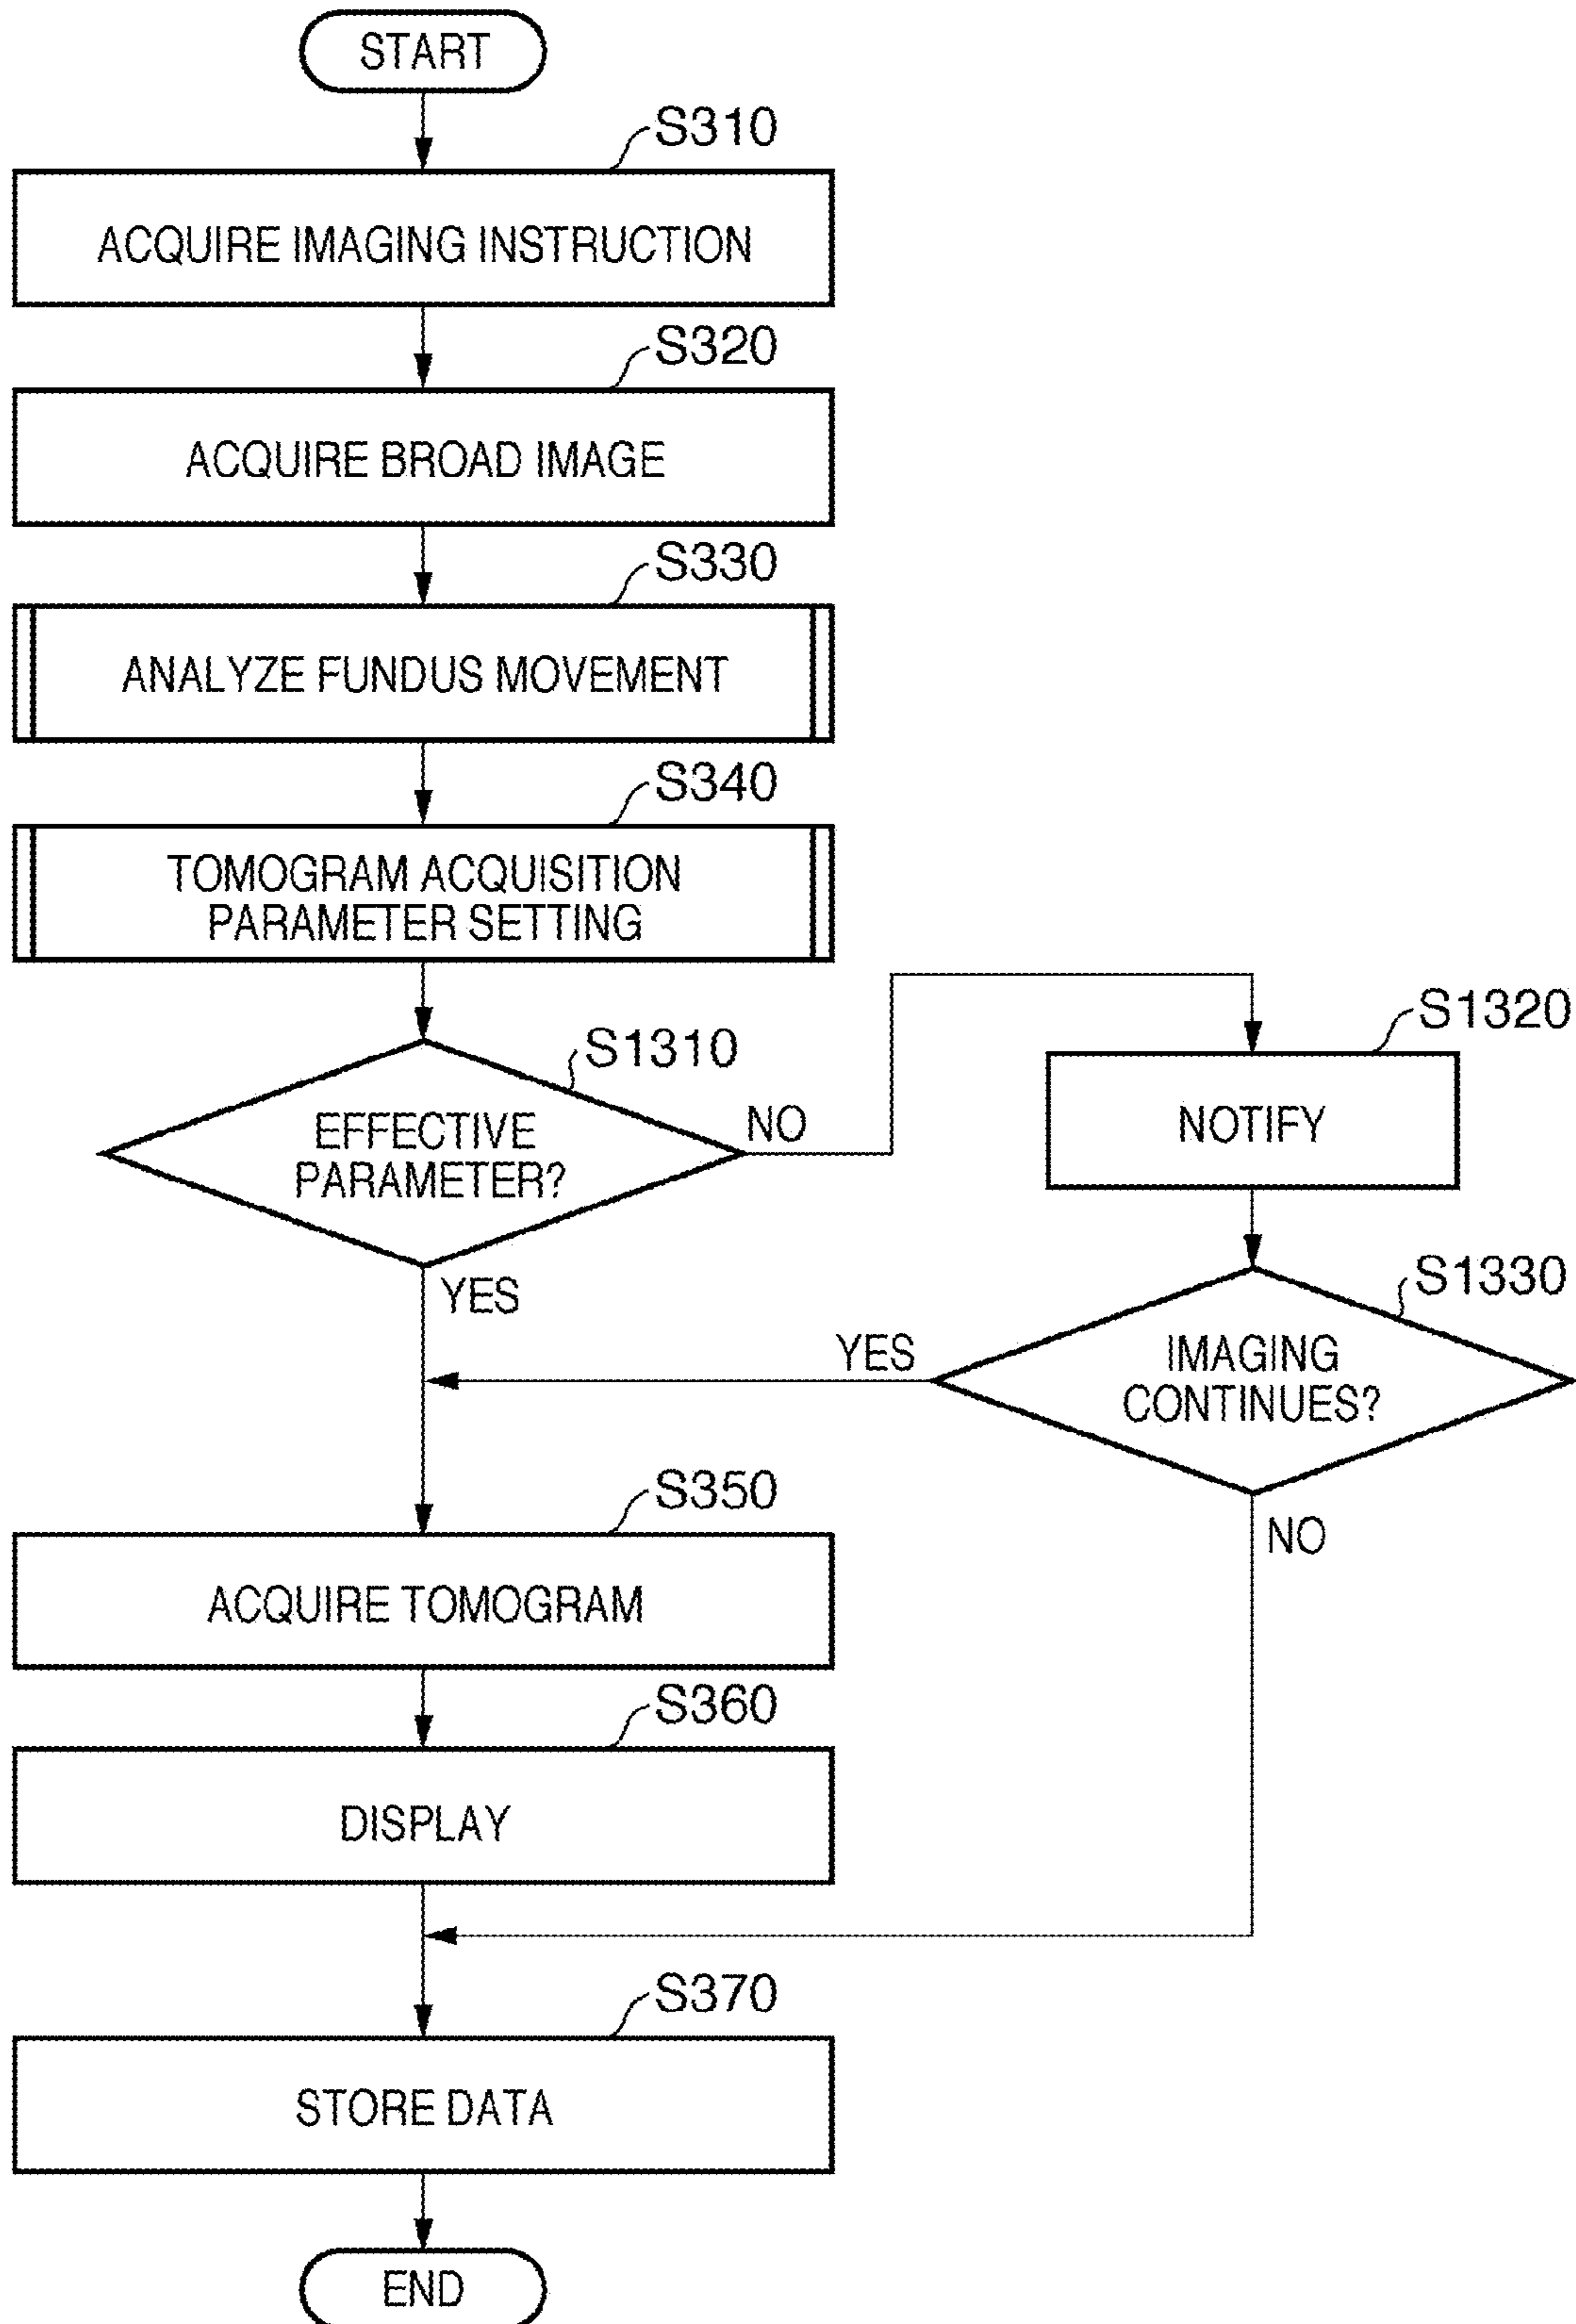 START
S310
ACQUIRE IMAGING INSTRUCTION
S320
ACQUIRE BROAD IMAGE
S330
ANALYZE FUNDUS MOVEMENT
S340
TOMOGRAM ACQUISITION
PARAMETER SETTING
S1310
EFFECTIVE
PARAMETER?
NO
S1320
NOTIFY
YES
S1330
IMAGING
CONTINUES?
YES
NO
S350
ACQUIRE TOMOGRAM
S360
DISPLAY
S370
STORE DATA
END